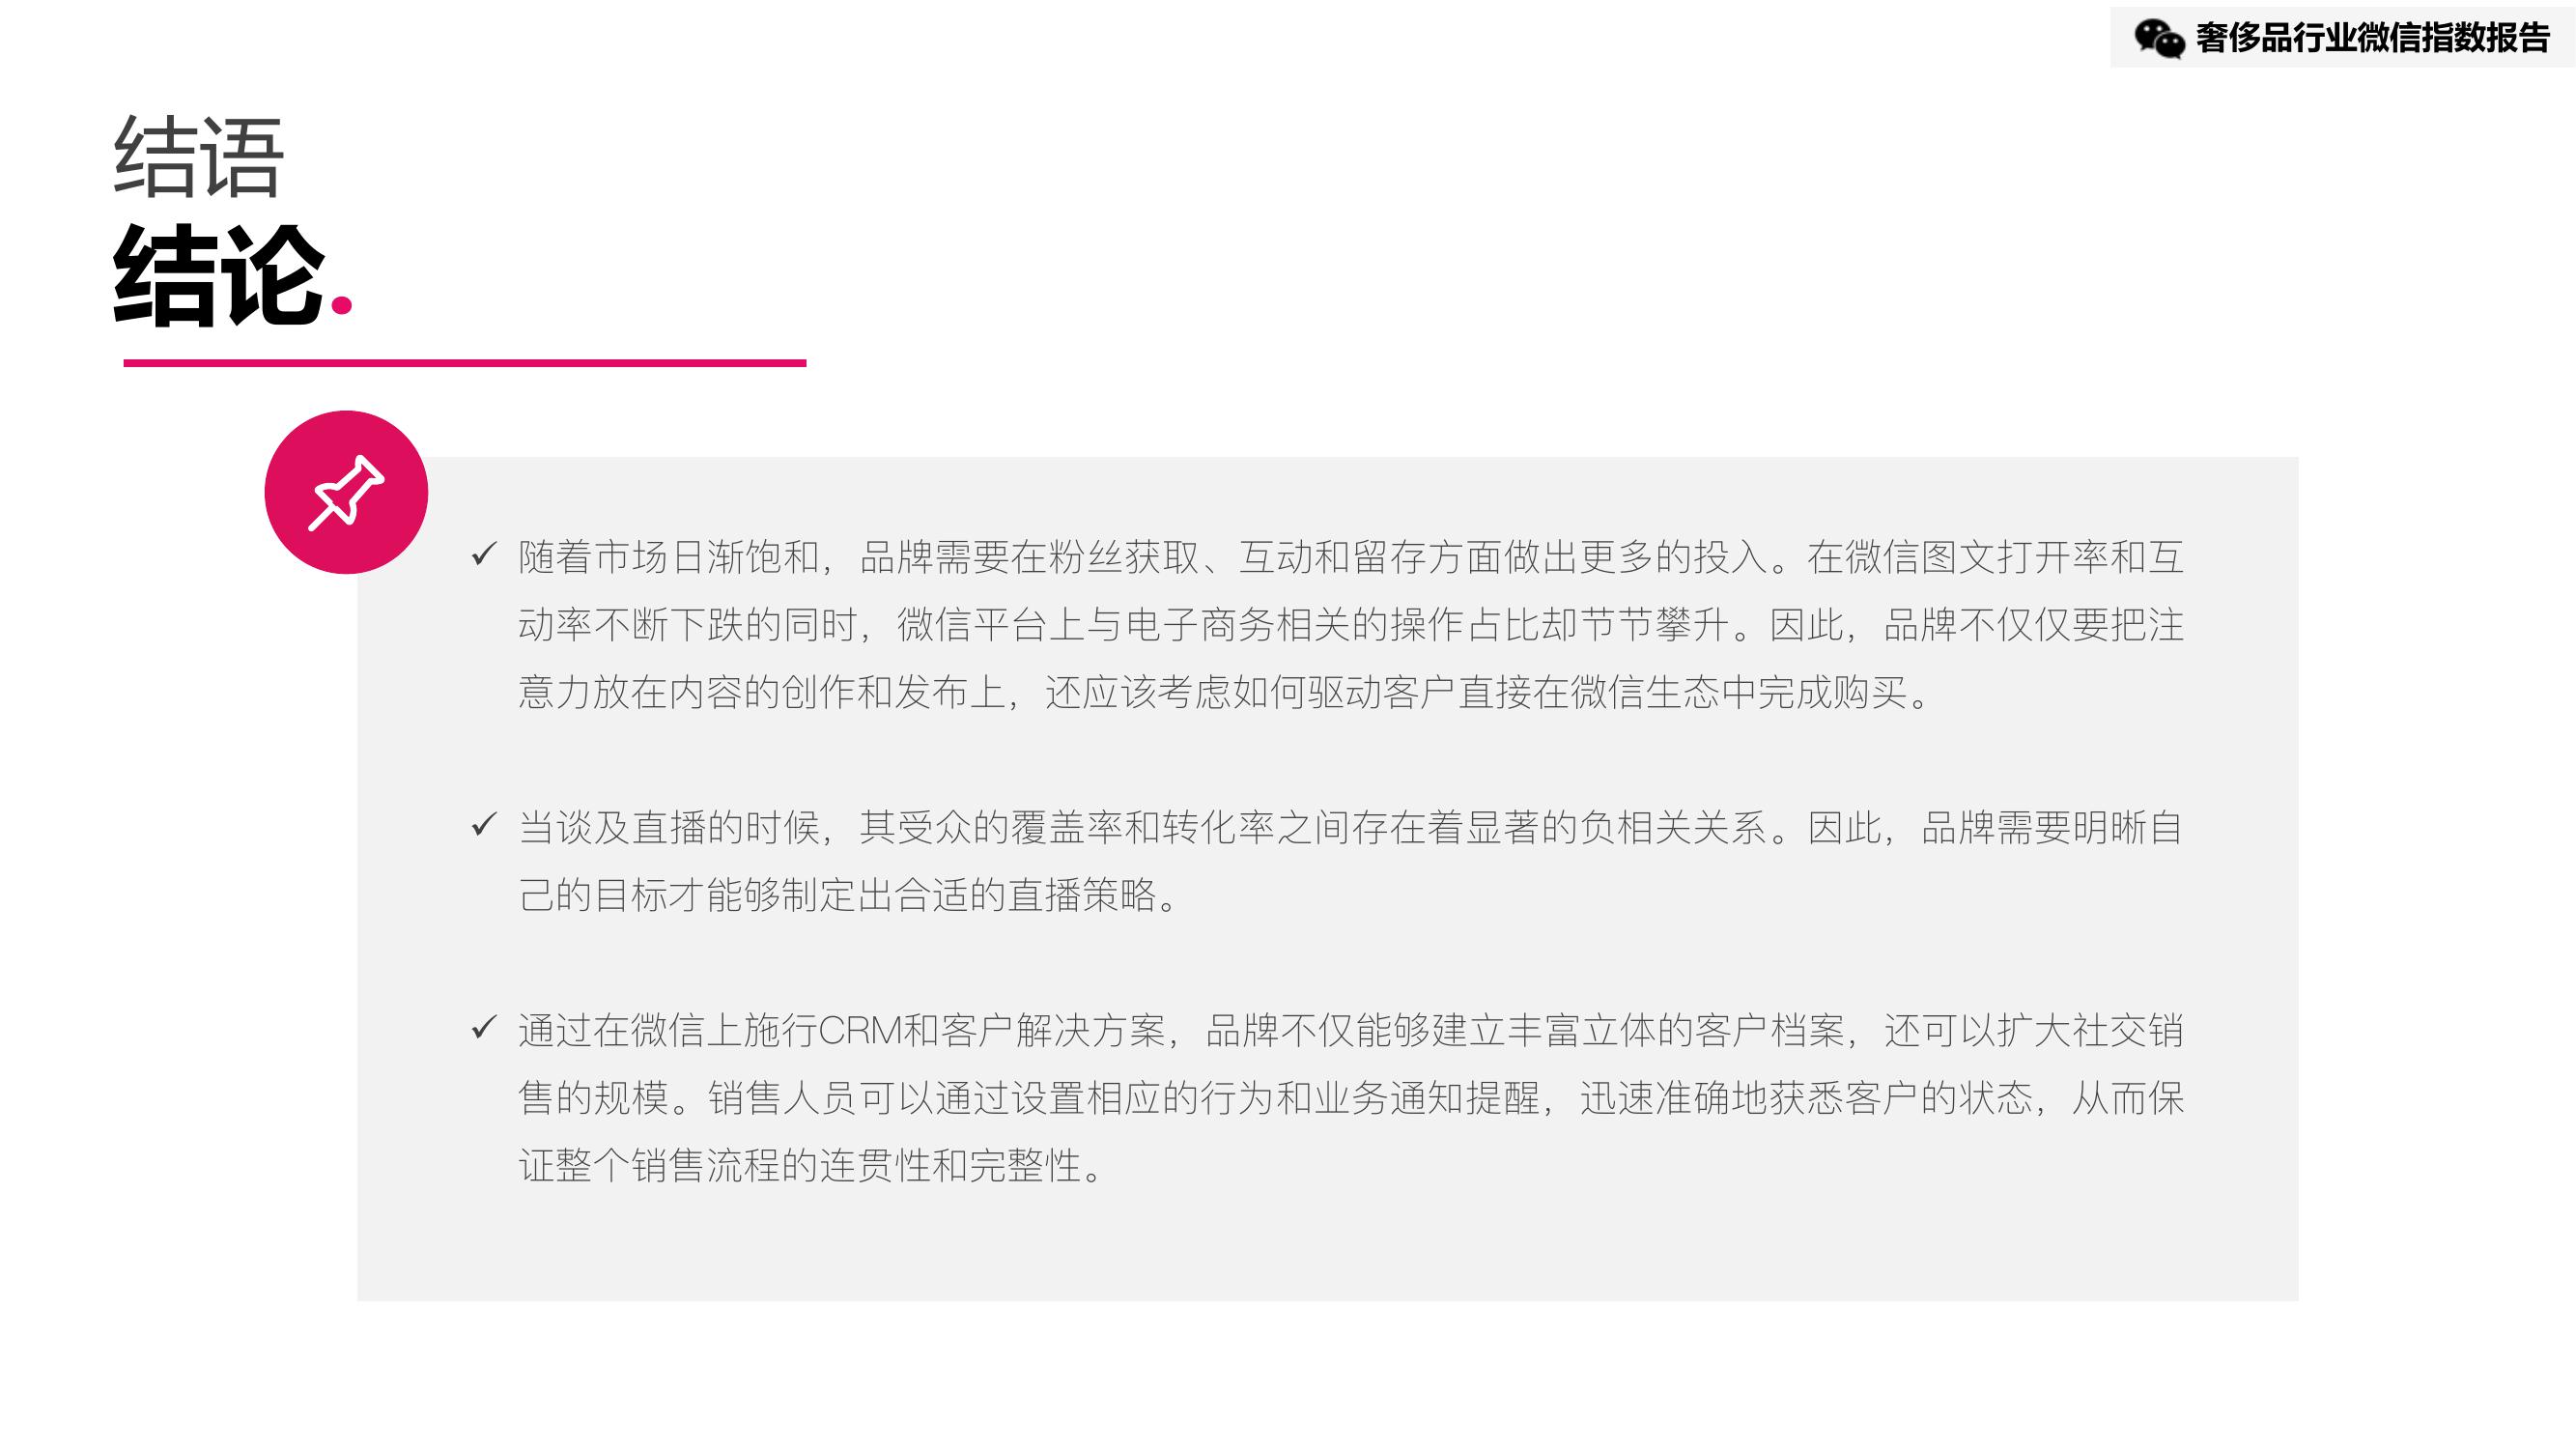 奢侈品行业微信指数报告
结语
结论.
✓ 随着市场日渐饱和，品牌需要在粉丝获取、互动和留存方面做出更多的投入。在微信图文打开率和互
动率不断下跌的同时，微信平台上与电子商务相关的操作占比却节节攀升。因此，品牌不仅仅要把注
意力放在内容的创作和发布上，还应该考虑如何驱动客户直接在微信生态中完成购买。
✓ 当谈及直播的时候，其受众的覆盖率和转化率之间存在着显著的负相关关系。因此，品牌需要明晰自
己的目标才能够制定出合适的直播策略。
✓ 通过在微信上施行CRM和客户解决方案，品牌不仅能够建立丰富立体的客户档案，还可以扩大社交销
售的规模。销售人员可以通过设置相应的行为和业务通知提醒，迅速准确地获悉客户的状态，从而保
证整个销售流程的连贯性和完整性。